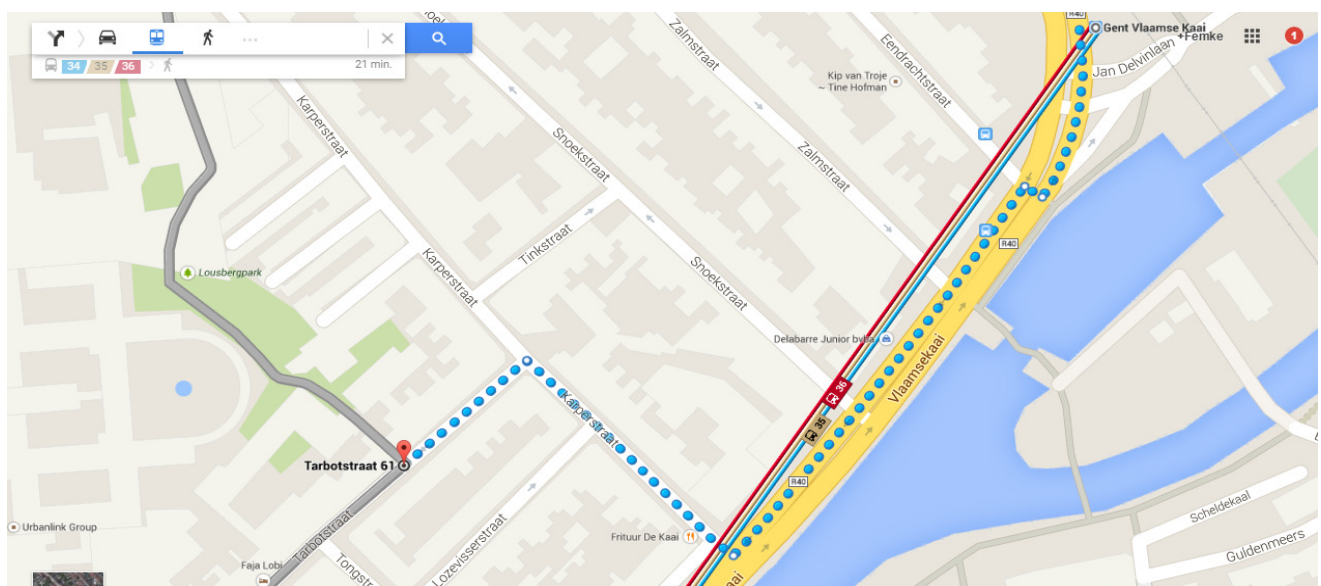 34 35 36
21 min.
Karperstraat
Snoekstraat
Zalmstraat
Eendrachtstraat
Kip van Troje
~ Tine Hofman
R40
Gent Vlaamse Kaai
+Femke
1
Jan Delvinlaan
Zalmstraat
Tinkstraat
Lousbergpark
Karperstraat
Snoekstraat
R40
Delabarre Junior bvba
36
35
Vlaamsekaai
Karperstraat
Tarbotstraat 61
R40
Urbanlink Group
Tarbotstraat
Frituur De Kaai
Lozevisserstraat
Scheldekaai
Guldenmeers
Faja Lobi